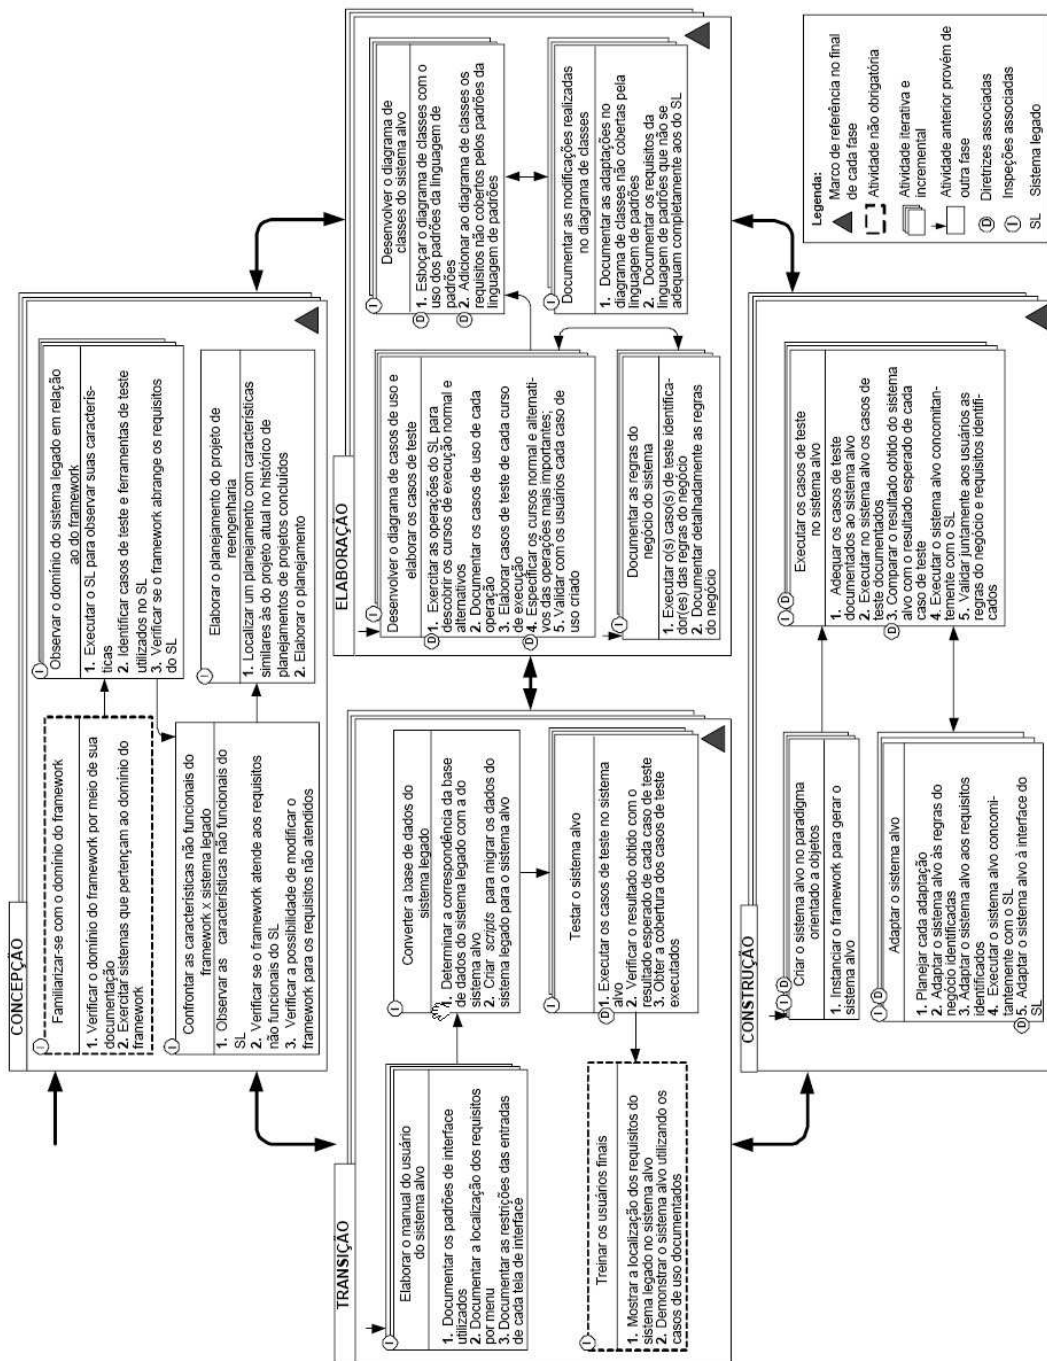 CONCEPÇÃO
I
Familiarizar-se com o domínio do framework
1. Verificar o domínio do framework por meio de sua
documentação
2. Exercitar sistemas que pertençam ao domínio do
framework
I
Observar o domínio do sistema legado em relação
ao do framework
1. Executar o SL para observar suas caracterís-
ticas
2. Identificar casos de teste e ferramentas de teste
utilizados no SL
3. Verificar se o framework abrange os requisitos
do SL
I
Confrontar as características não funcionais do
framework x sistema legado
1. Observar as características não funcionais do
SL
2. Verificar se o framework atende aos requisitos
não funcionais do SL
3. Verificar a possibilidade de modificar o
framework para os requisitos não atendidos
I
Elaborar o planejamento do projeto de
reengenharia
1. Localizar um planejamento com características
similares às do projeto atual no histórico de
planejamentos de projetos concluídos
2. Elaborar o planejamento
TRANSIÇÃO
I
Elaborar o manual do usuário
do sistema alvo
1. Documentar os padrões de interface
utilizados
2. Documentar a localização dos requisitos
por menu
3. Documentar as restrições das entradas
de cada tela de interface
I
Converter a base de dados do
sistema legado
1. Determinar a correspondência da base
de dados do sistema legado com a do
sistema alvo
2. Criar scripts para migrar os dados do
sistema legado para o sistema alvo
I
Treinar os usuários finais
1. Mostrar a localização dos requisitos do
sistema legado no sistema alvo
2. Demonstrar o sistema alvo utilizando os
casos de uso documentados
I
Testar o sistema alvo
D 1. Executar os casos de teste no sistema
alvo
2. Verificar o resultado obtido com o
resultado esperado de cada caso de teste
3. Obter a cobertura dos casos de teste
executados
ELABORAÇÃO
I
Desenvolver o diagrama de casos de uso e
elaborar os casos de teste
D 1. Exercitar as operações do SL para
descobrir os cursos de execução normal e
alternativos
2. Documentar os casos de uso de cada
operação
3. Elaborar casos de teste de cada curso
de execução
D 4. Especificar os cursos normal e alternati-
vos das operações mais importantes;
5. Validar com os usuários cada caso de
uso criado
I
Desenvolver o diagrama de
classes do sistema alvo
D 1. Esboçar o diagrama de classes com o
uso dos padrões da linguagem de
padrões
D 2. Adicionar ao diagrama de classes os
requisitos não cobertos pelos padrões da
linguagem de padrões
I
Documentar as regras do
negócio do sistema
1. Executar o(s) caso(s) de teste identifica-
dor(es) das regras do negócio
2. Documentar detalhadamente as regras
do negócio
I
Documentar as modificações realizadas
no diagrama de classes
1. Documentar as adaptações no
diagrama de classes não cobertas pela
linguagem de padrões
2. Documentar os requisitos da
linguagem de padrões que não se
adequam completamente aos do SL
CONSTRUÇÃO
I D
Criar o sistema alvo no paradigma
orientado a objetos
1. Instanciar o framework para gerar o
sistema alvo
I D
Executar os casos de teste
no sistema alvo
1. Adequar os casos de teste
documentados ao sistema alvo
2. Executar no sistema alvo os casos de
teste documentados
D 3. Comparar o resultado obtido do sistema
alvo com o resultado esperado de cada
caso de teste
4. Executar o sistema alvo concomitan-
temente com o SL
5. Validar juntamente aos usuários as
regras do negócio e requisitos identifi-
cados
I D
Adaptar o sistema alvo
1. Planejar cada adaptação
2. Adaptar o sistema alvo às regras do
negócio identificadas
3. Adaptar o sistema alvo aos requisitos
identificados
4. Executar o sistema alvo concomi-
tantemente com o SL
D 5. Adaptar o sistema alvo à interface do
SL
Legenda:
Marco de referência no final
de cada fase
Atividade não obrigatória
Atividade iterativa e
incremental
Atividade anterior provém de
outra fase
D Diretrizes associadas
I Inspeções associadas
SL Sistema legado